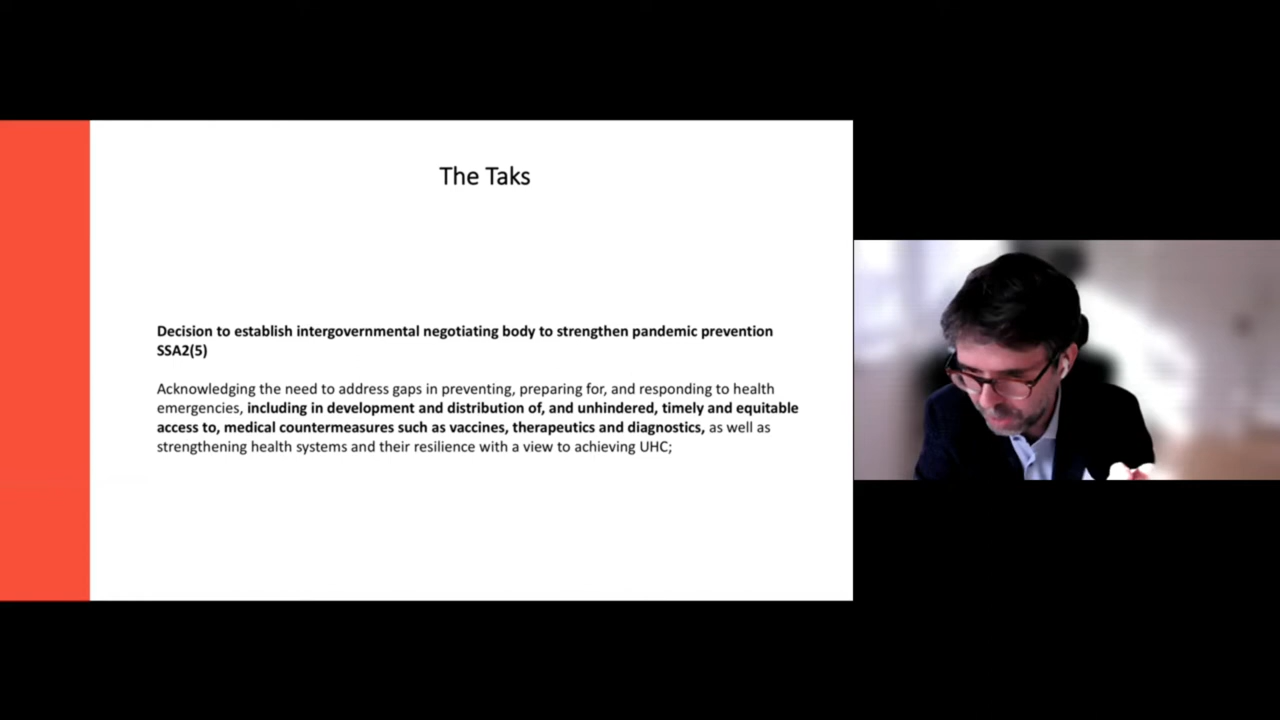 The Taks
Decision to establish intergovernmental negotiating body to strengthen pandemic prevention
SSA2(5)
Acknowledging the need to address gaps in preventing, preparing for, and responding to health
emergencies, including in development and distribution of, and unhindered, timely and equitable
access to, medical countermeasures such as vaccines, therapeutics and diagnostics, as well as
strengthening health systems and their resilience with a view to achieving UHC;